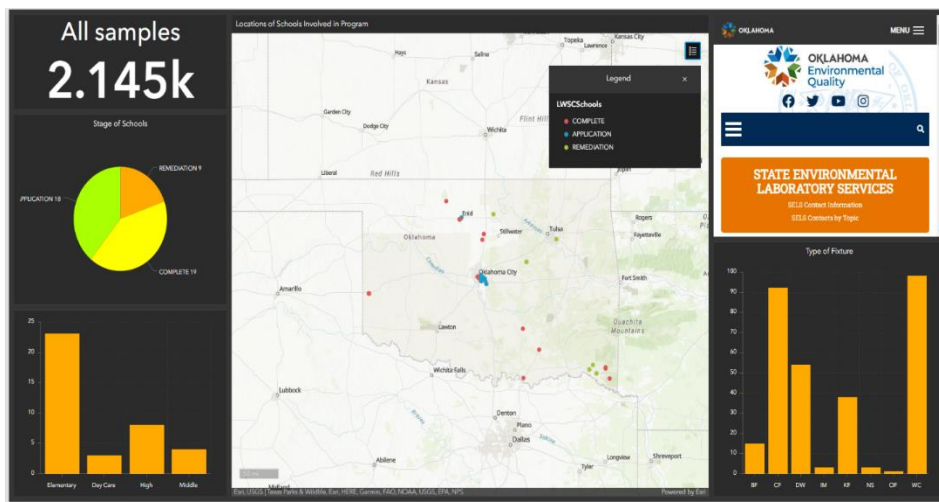 All samples
2.145k
Stage of Schools
REMEDIATION 9
APPLICATION 18
COMPLETE 19
25
20
15
10
5
0
Elementary
Day Care
High
Middle
Locations of Schools Involved in Program
Topeka
Kansas City
Lawrence
Hays
Salina
Kansas
Garden City
Dodge City
Flint Hill
Wichita
Liberal
Red Hills
Enid
Stillwater
Tulsa
Arkansas
Rogers
Fayetteville
Oklahoma
Oklahoma City
Fort Smith
Amarillo
Lawton
Ouachita
Mountains
Wichita Falls
Lubbock
Denton
Plano
Dallas
Abilene
Tyler
Longview
Shreveport
Midland
Legend
×
LWSCSchools
COMPLETE
APPLICATION
REMEDIATION
Esri, USGS | Texas Parks & Wildlife, Esri, HERE, Garmin, FAO, NOAA, USGS, EPA, NPS
Powered by Esri
OKLAHOMA
MENU
OKLAHOMA
Environmental
Quality
STATE ENVIRONMENTAL
LABORATORY SERVICES
SELS Contact Information
SELS Contacts by Topic
Type of Fixture
100
90
80
70
60
50
40
30
20
10
0
BF
CF
DW
IM
KF
NS
OF
WC